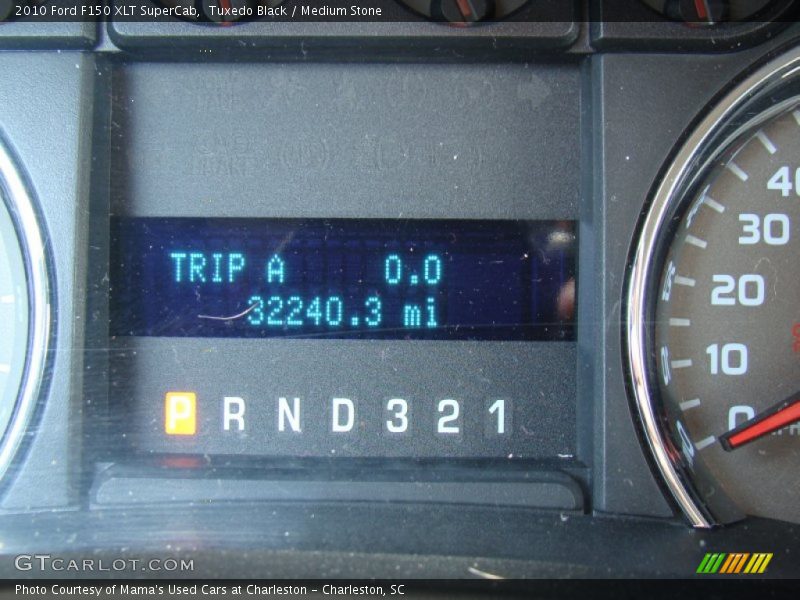 2010 Ford F150 XLT SuperCab, Tuxedo Black / Medium Stone
TRIP A 0.0
32240.3 mi
P R N D 3 2 1
40
30
20
10
0
GTCARLOT.COM
Photo Courtesy of Mama's Used Cars at Charleston - Charleston, SC